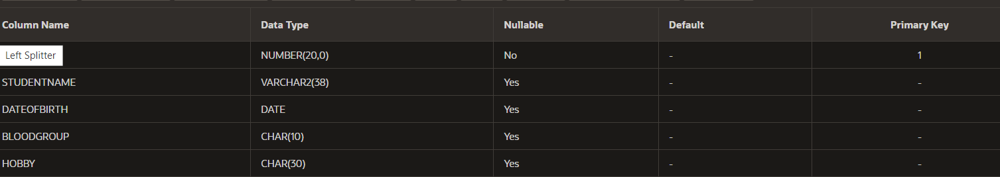 Column Name Data Type Nullable Default Primary Key
Left Splitter NUMBER(20,0) No - 1
STUDENTNAME VARCHAR2(38) Yes - -
DATEOFBIRTH DATE Yes - -
BLOODGROUP CHAR(10) Yes - -
HOBBY CHAR(30) Yes - -